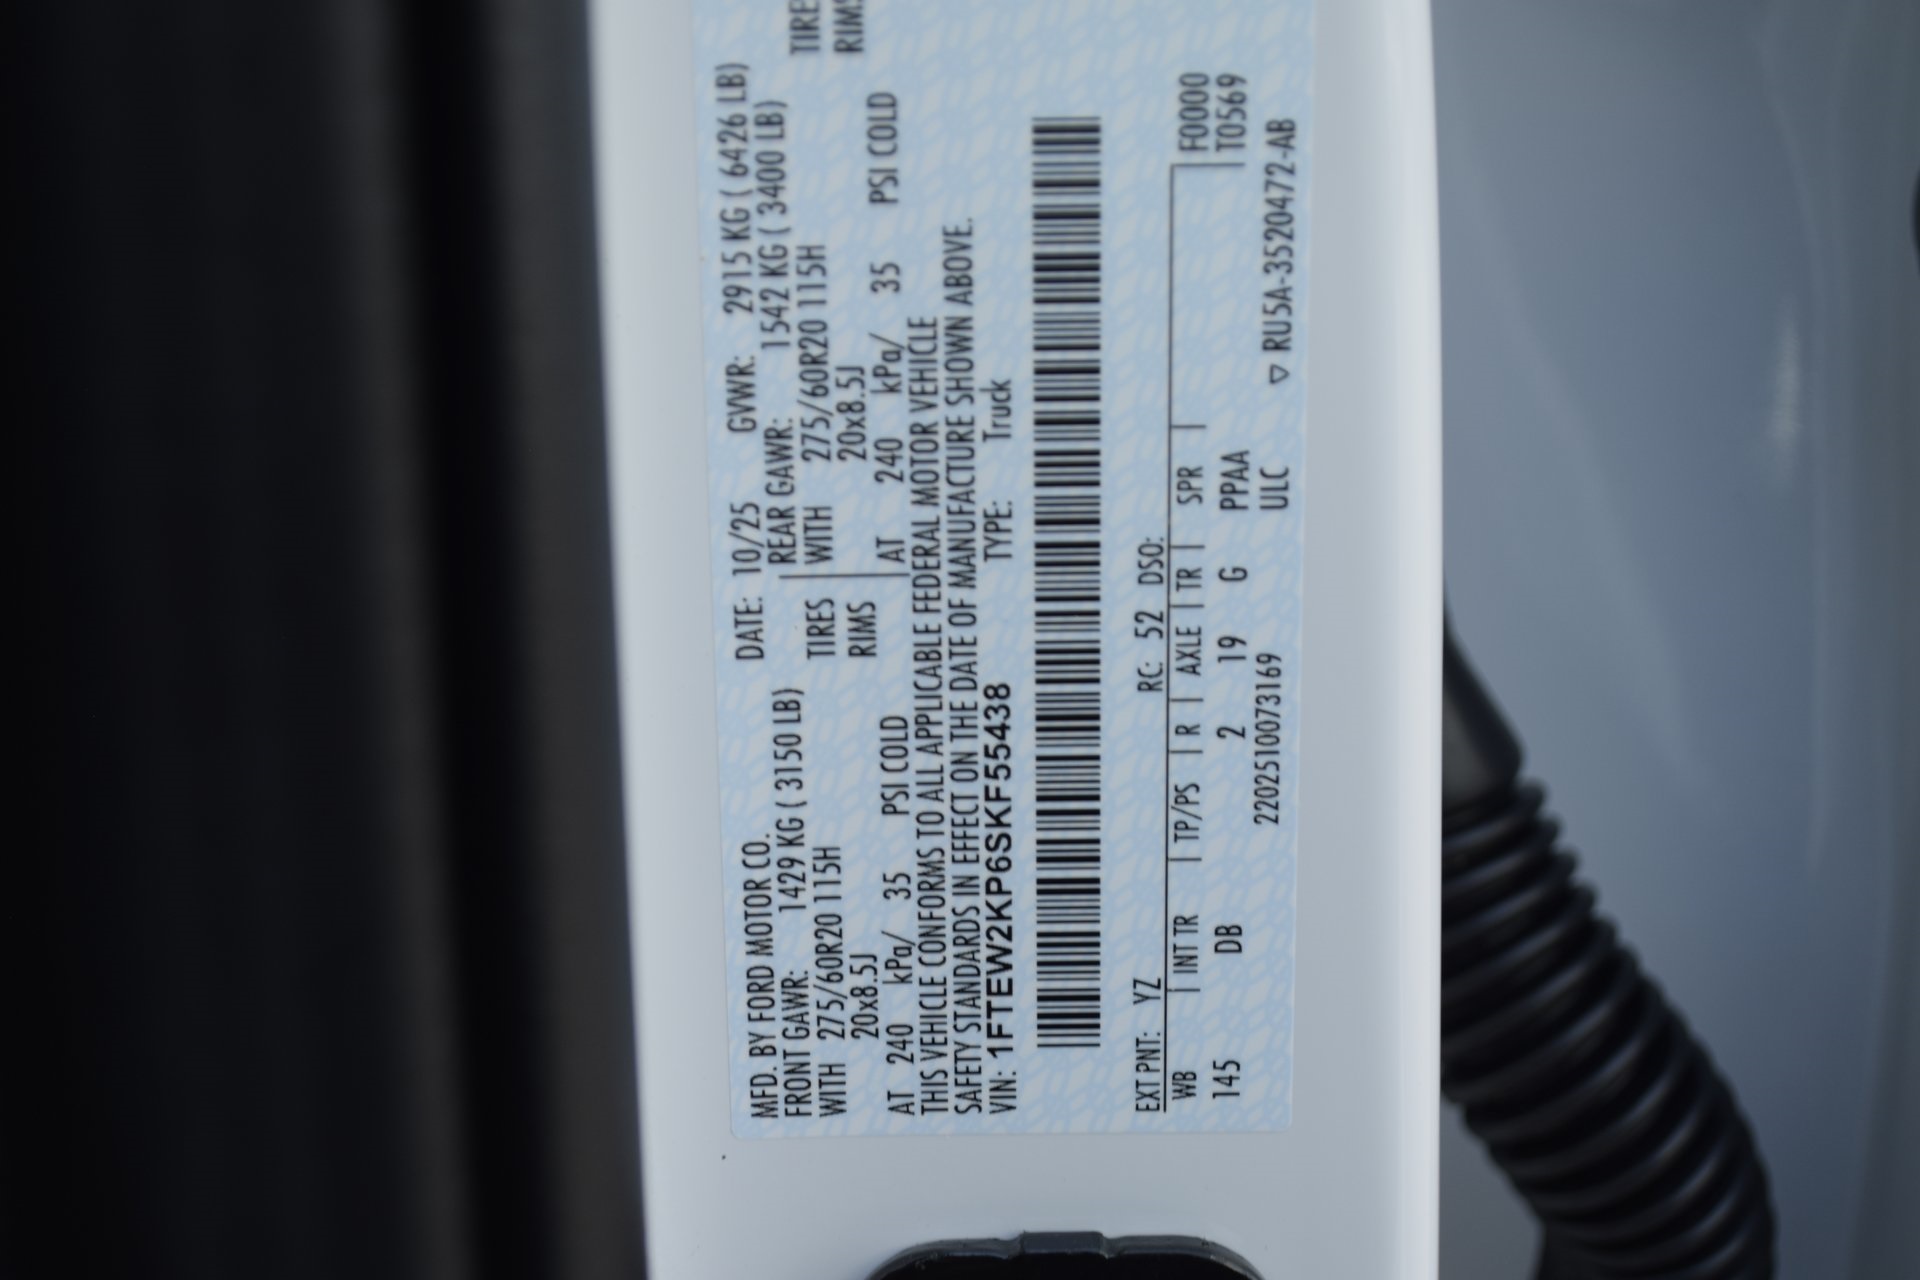 MFD. BY FORD MOTOR CO. DATE: 10/25 GVWR: 2915 KG ( 6426 LB)
FRONT GAWR: 1429 KG ( 3150 LB) REAR GAWR: 1542 KG ( 3400 LB)
WITH 275/60R20 115H TIRES WITH 275/60R20 115H TIRE
20x8.5J RIMS 20x8.5J RIMS
AT 240 kPa/ 35 PSI COLD AT 240 kPa/ 35 PSI COLD
THIS VEHICLE CONFORMS TO ALL APPLICABLE FEDERAL MOTOR VEHICLE
SAFETY STANDARDS IN EFFECT ON THE DATE OF MANUFACTURE SHOWN ABOVE.
VIN: 1FTEW2KP6SKF55438 TYPE: Truck
EXT PNT: YZ RC: 52 DSO:
WB | INT TR | TP/PS | R | AXLE | TR | SPR | F0000
145 DB 2 19 G PPAA T0569
2202510073169 ULC ▽ RU5A-3520472-AB